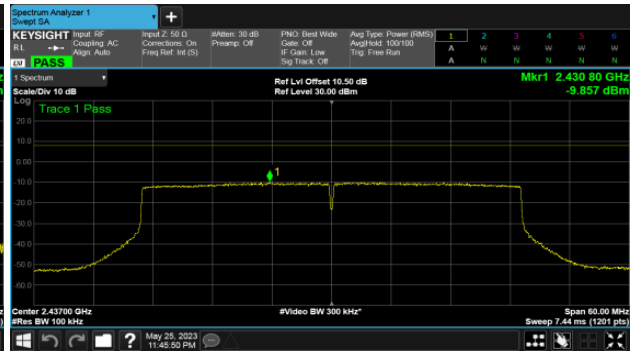 Spectrum Analyzer 1
Swept SA
KEYSIGHT Input: RF Input Z: 50 Ω #Atten: 30 dB PNO: Best Wide Avg Type: Power (RMS) 1 2 3 4 5 6
RL Coupling: AC Corrections: On Preamp: Off Gate: Off Avg|Hold: 100/100 A W W W W W
Align: Auto Freq Ref: Int (S) IF Gain: Low Trig: Free Run
LXI PASS Sig Track: Off A N N N N N
1 Spectrum Ref Lvl Offset 10.50 dB Mkr1 2.430 80 GHz
Scale/Div 10 dB Ref Level 30.00 dBm -9.857 dBm
Log
Trace 1 Pass
20.0
10.0
0.00
1
-10.0
-20.0
-30.0
-40.0
-50.0
-60.0
Center 2.43700 GHz #Video BW 300 kHz* Span 60.00 MHz
#Res BW 100 kHz Sweep 7.44 ms (1201 pts)
? May 25, 2023
11:45:50 PM